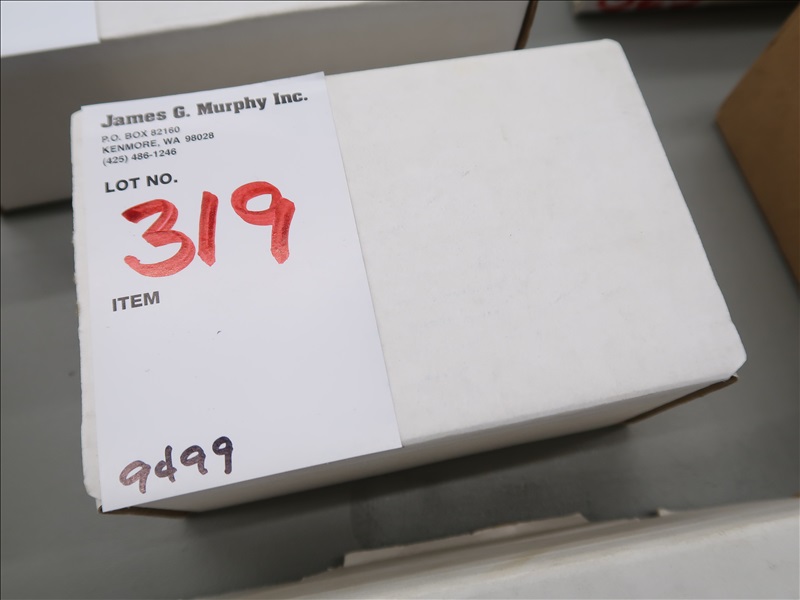 James G. Murphy Inc.
P.O. BOX 82160
KENMORE, WA 98028
(425) 486-1246
LOT NO.
319
ITEM
9499